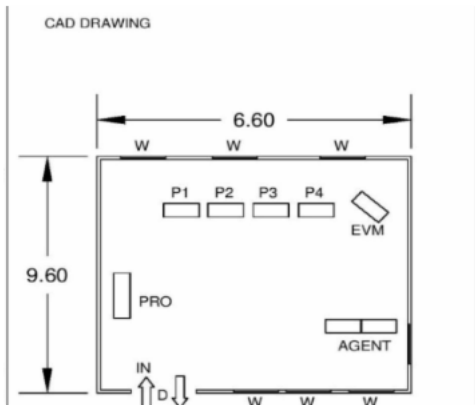 CAD DRAWING
6.60
W W W
P1 P2 P3 P4
EVM
9.60
PRO
AGENT
IN
D
W W W